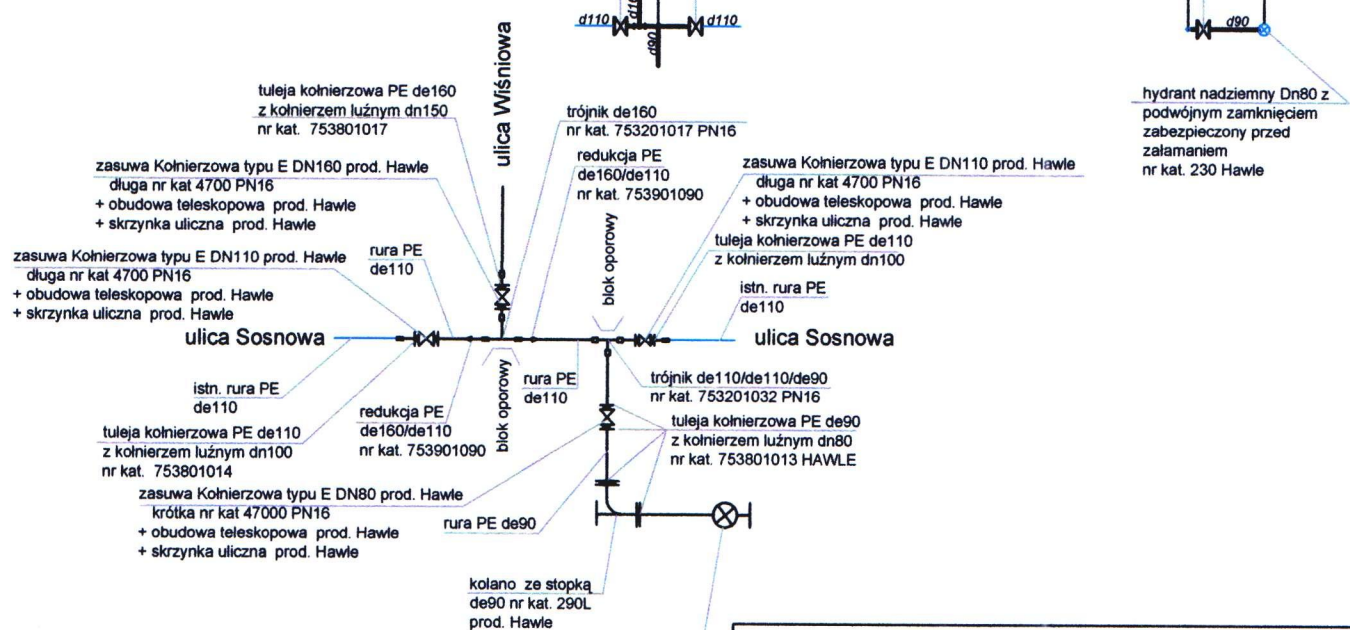 d110
d110
d90
d90
hydrant nadziemny Dn80 z
podwójnym zamknięciem
zabezpieczony przed
załamaniem
nr kat. 230 Hawle
ulica Wiśniowa
tuleja kołnierzowa PE de160
z kołnierzem luźnym dn150
nr kat. 753801017
trójnik de160
nr kat. 753201017 PN16
redukcja PE
de160/de110
nr kat. 753901090
zasuwa Kołnierzowa typu E DN160 prod. Hawle
długa nr kat 4700 PN16
+ obudowa teleskopowa prod. Hawle
+ skrzynka uliczna prod. Hawle
zasuwa Kołnierzowa typu E DN110 prod. Hawle
długa nr kat 4700 PN16
+ obudowa teleskopowa prod. Hawle
+ skrzynka uliczna prod. Hawle
tuleja kołnierzowa PE de110
z kołnierzem luźnym dn100
blok oporowy
zasuwa Kołnierzowa typu E DN110 prod. Hawle
długa nr kat 4700 PN16
+ obudowa teleskopowa prod. Hawle
+ skrzynka uliczna prod. Hawle
rura PE
de110
istn. rura PE
de110
ulica Sosnowa
ulica Sosnowa
istn. rura PE
de110
redukcja PE
de160/de110
nr kat. 753901090
blok oporowy
rura PE
de110
trójnik de110/de110/de90
nr kat. 753201032 PN16
tuleja kołnierzowa PE de110
z kołnierzem luźnym dn100
nr kat. 753801014
tuleja kołnierzowa PE de90
z kołnierzem luźnym dn80
nr kat. 753801013 HAWLE
zasuwa Kołnierzowa typu E DN80 prod. Hawle
krótka nr kat 47000 PN16
+ obudowa teleskopowa prod. Hawle
+ skrzynka uliczna prod. Hawle
rura PE de90
kolano ze stopką
de90 nr kat. 290L
prod. Hawle